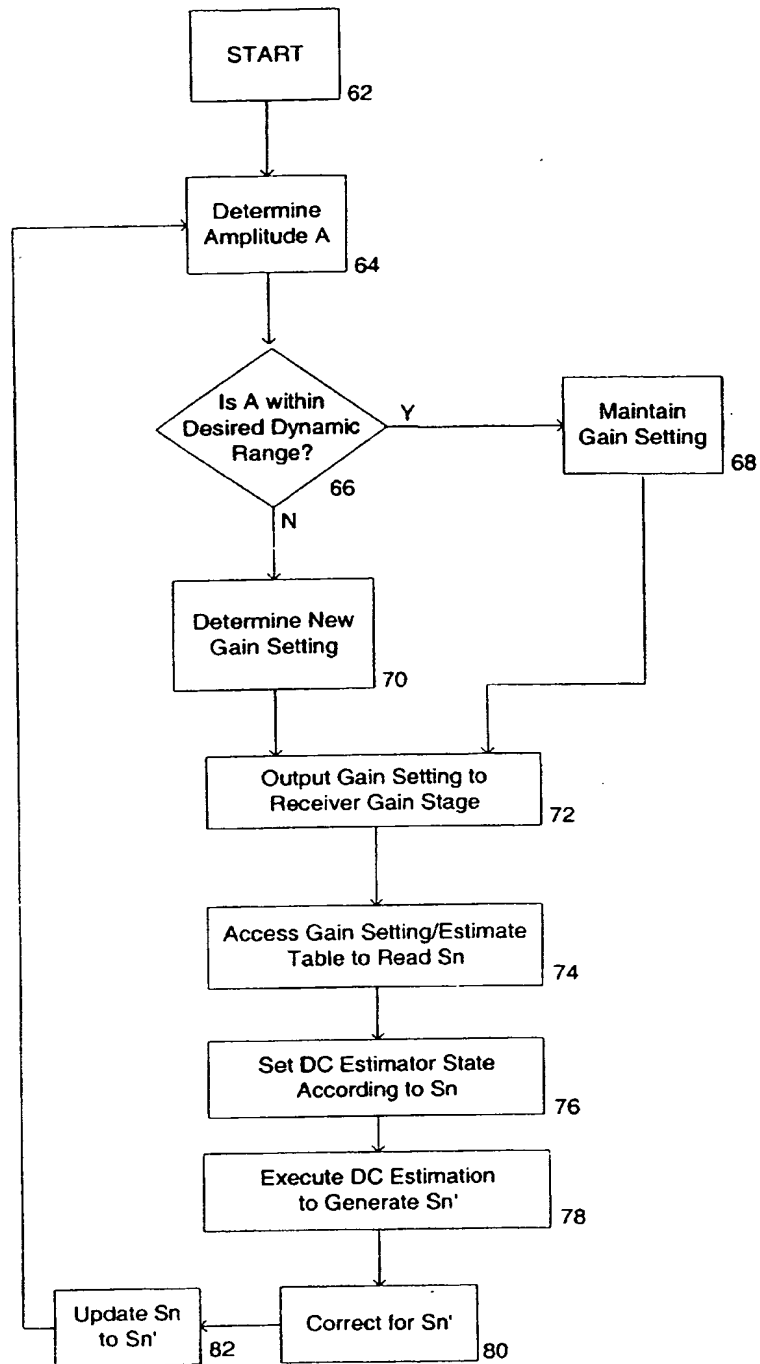 START
62
Determine
Amplitude A
64
Is A within
Desired Dynamic
Range?
66
Y
N
Maintain
Gain Setting
68
Determine New
Gain Setting
70
Output Gain Setting to
Receiver Gain Stage
72
Access Gain Setting/Estimate
Table to Read Sn
74
Set DC Estimator State
According to Sn
76
Execute DC Estimation
to Generate Sn'
78
Correct for Sn'
80
Update Sn
to Sn'
82